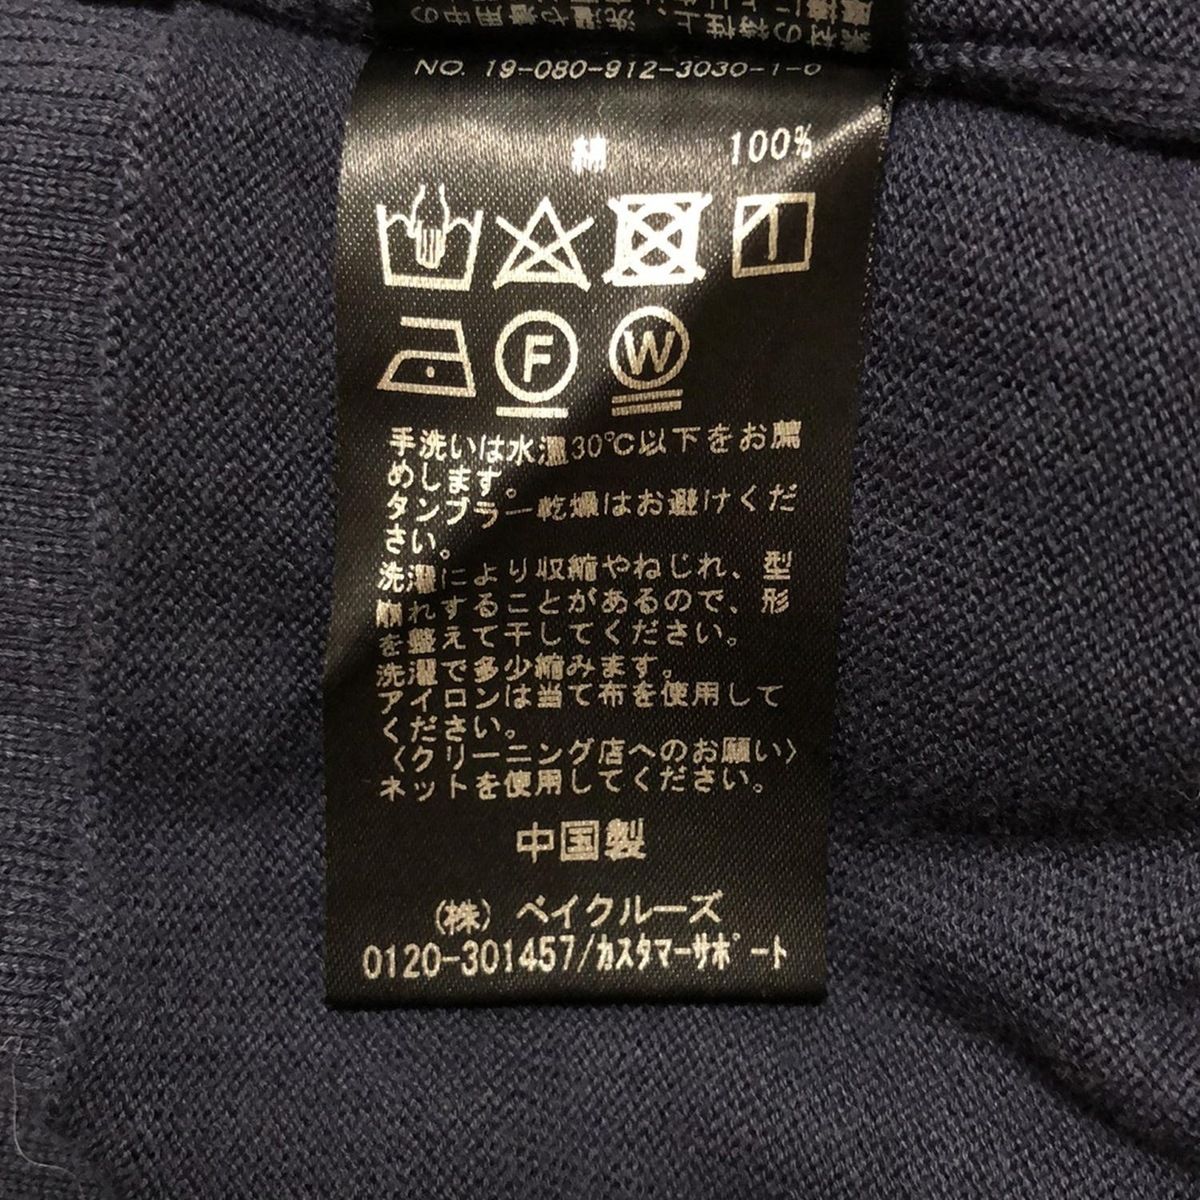 NO. 19-080-912-3030-1-6
綿 100%
F
W
手洗いは水温30℃以下をお薦
めします。
タンブラー乾燥はお避けくだ
さい。
洗濯により収縮やねじれ、型
崩れすることがあるので、形
を整えて干してください。
洗濯で多少縮みます。
アイロンは当て布を使用して
ください。
〈クリーニング店へのお願い〉
ネットを使用してください。
中国製
(株) ベイクルーズ
0120-301457/カスタマーサポート